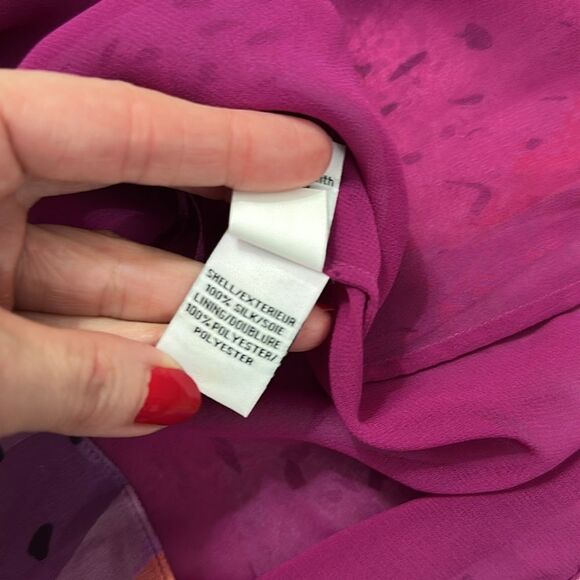 SHELL/EXTERIEUR
100% SILK/SOIE
LINING/DOUBLURE
100%POLYESTER/
POLYESTER